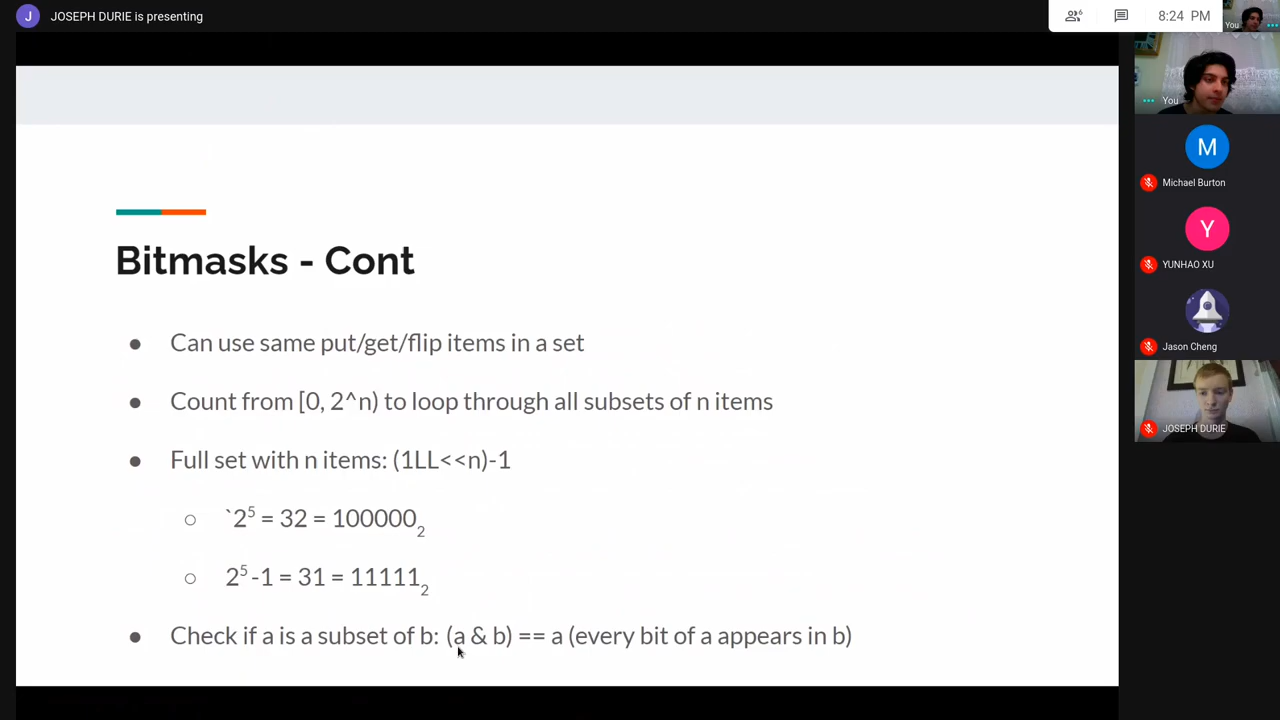 J JOSEPH DURIE is presenting
6
8:24 PM
You
You
M
Michael Burton
Y
YUNHAO XU
Jason Cheng
JOSEPH DURIE
Bitmasks - Cont
● Can use same put/get/flip items in a set
● Count from [0, 2^n) to loop through all subsets of n items
● Full set with n items: (1LL<<n)-1
○ `2⁵ = 32 = 100000₂
○ 2⁵ -1 = 31 = 11111₂
● Check if a is a subset of b: (a & b) == a (every bit of a appears in b)